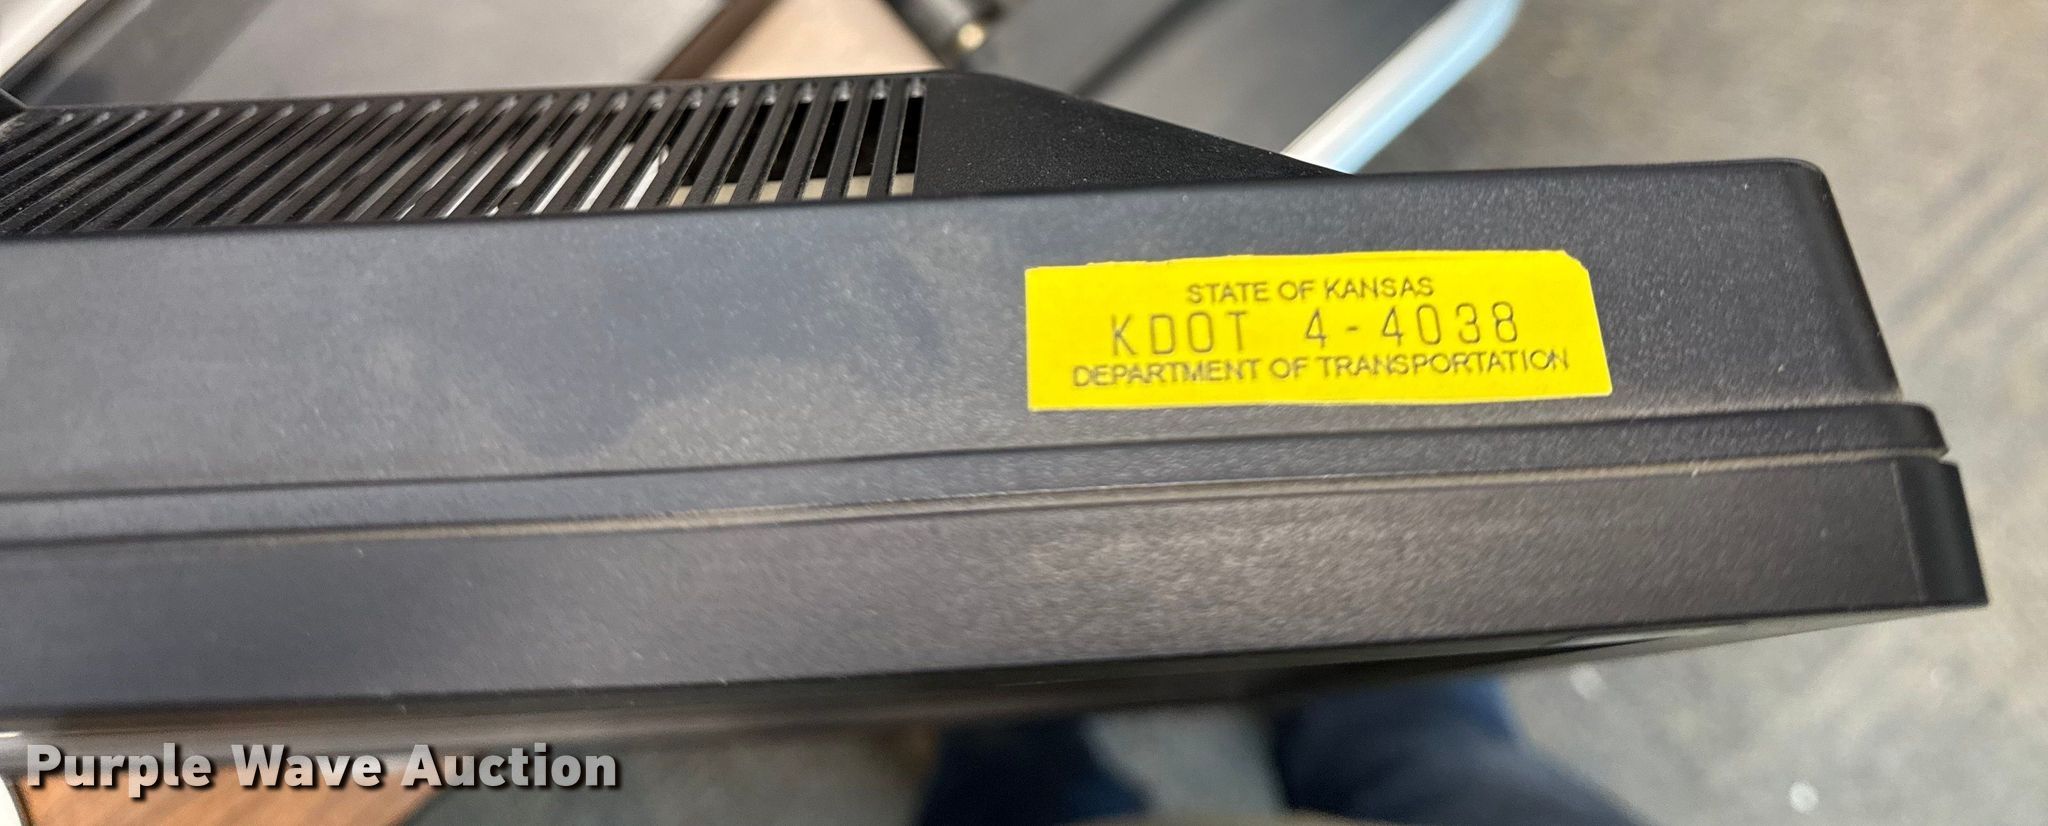 STATE OF KANSAS
KDOT 4-4038
DEPARTMENT OF TRANSPORTATION
Purple Wave Auction